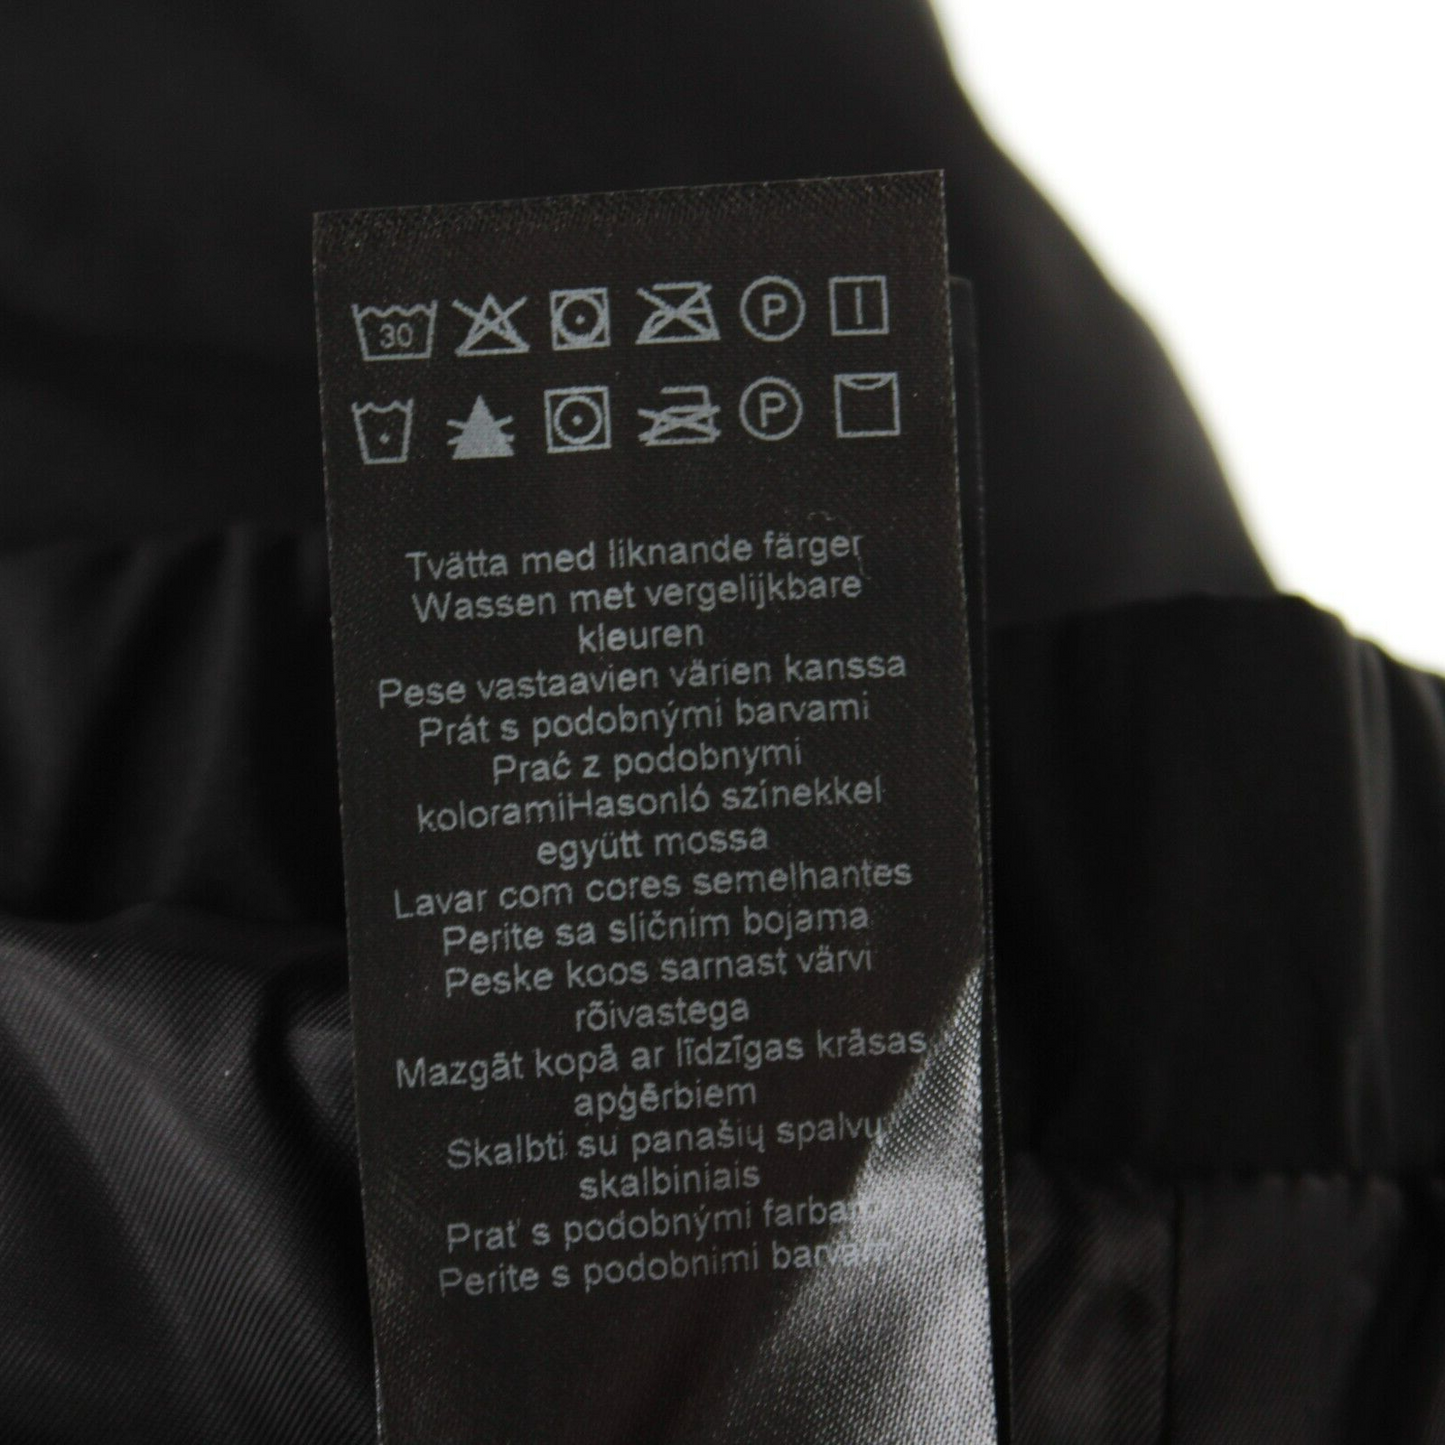 30 P
P
Tvätta med liknande färger
Wassen met vergelijkbare
kleuren
Pese vastaavien värien kanssa
Prát s podobnými barvami
Prać z podobnymi
koloramiHasonló színekkel
együtt mossa
Lavar com cores semelhantes
Perite sa sličnim bojama
Peske koos sarnast värvi
rõivastega
Mazgāt kopā ar līdzīgas krāsas
apģērbiem
Skalbti su panašių spalvų
skalbiniais
Prať s podobnými farbami
Perite s podobnimi barvami